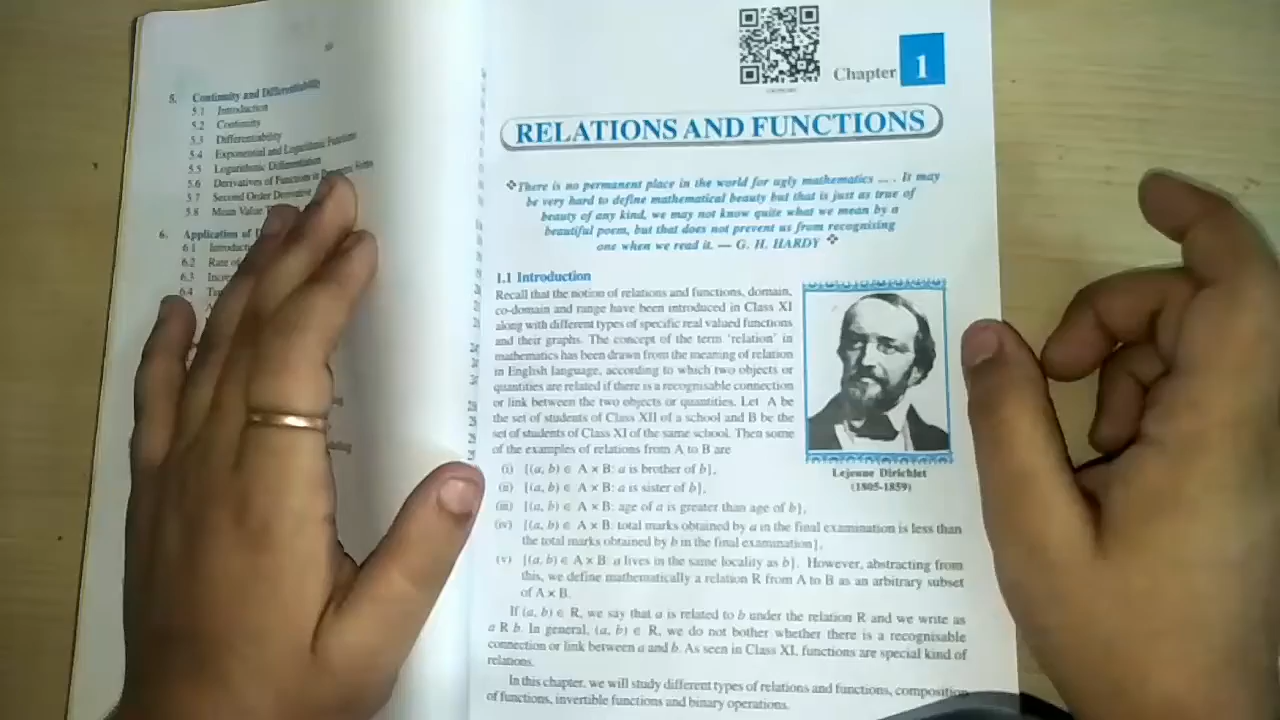 5. Continuity and Differentiability
5.1 Introduction
5.2 Continuity
5.3 Differentiability
5.4 Exponential and Logarithmic Functions
5.5 Logarithmic Differentiation
5.6 Derivatives of Functions in Forms
5.7 Second Order Derivative
5.8 Mean Value
6. Application of
6.1
6.2 Rate of
6.3
6.4
Chapter 1
RELATIONS AND FUNCTIONS
❖There is no permanent place in the world for ugly mathematics ... . It may
be very hard to define mathematical beauty but that is just as true of
beauty of any kind, we may not know quite what we mean by a
beautiful poem, but that does not prevent us from recognising
one when we read it. — G. H. HARDY ❖
1.1 Introduction
Recall that the notion of relations and functions, domain,
co-domain and range have been introduced in Class XI
along with different types of specific real valued functions
and their graphs. The concept of the term ‘relation’ in
mathematics has been drawn from the meaning of relation
in English language, according to which two objects or
quantities are related if there is a recognisable connection
or link between the two objects or quantities. Let A be
the set of students of Class XII of a school and B be the
set of students of Class XI of the same school. Then some
of the examples of relations from A to B are
Lejeune Dirichlet
(1805-1859)
(i) {(a, b) ∈ A × B: a is brother of b},
(ii) {(a, b) ∈ A × B: a is sister of b},
(iii) {(a, b) ∈ A × B: age of a is greater than age of b},
(iv) {(a, b) ∈ A × B: total marks obtained by a in the final examination is less than
the total marks obtained by b in the final examination},
(v) {(a, b) ∈ A × B: a lives in the same locality as b}. However, abstracting from
this, we define mathematically a relation R from A to B as an arbitrary subset
of A × B.
If (a, b) ∈ R, we say that a is related to b under the relation R and we write as
a R b. In general, (a, b) ∈ R, we do not bother whether there is a recognisable
connection or link between a and b. As seen in Class XI, functions are special kind of
relations.
In this chapter, we will study different types of relations and functions, composition
of functions, invertible functions and binary operations.